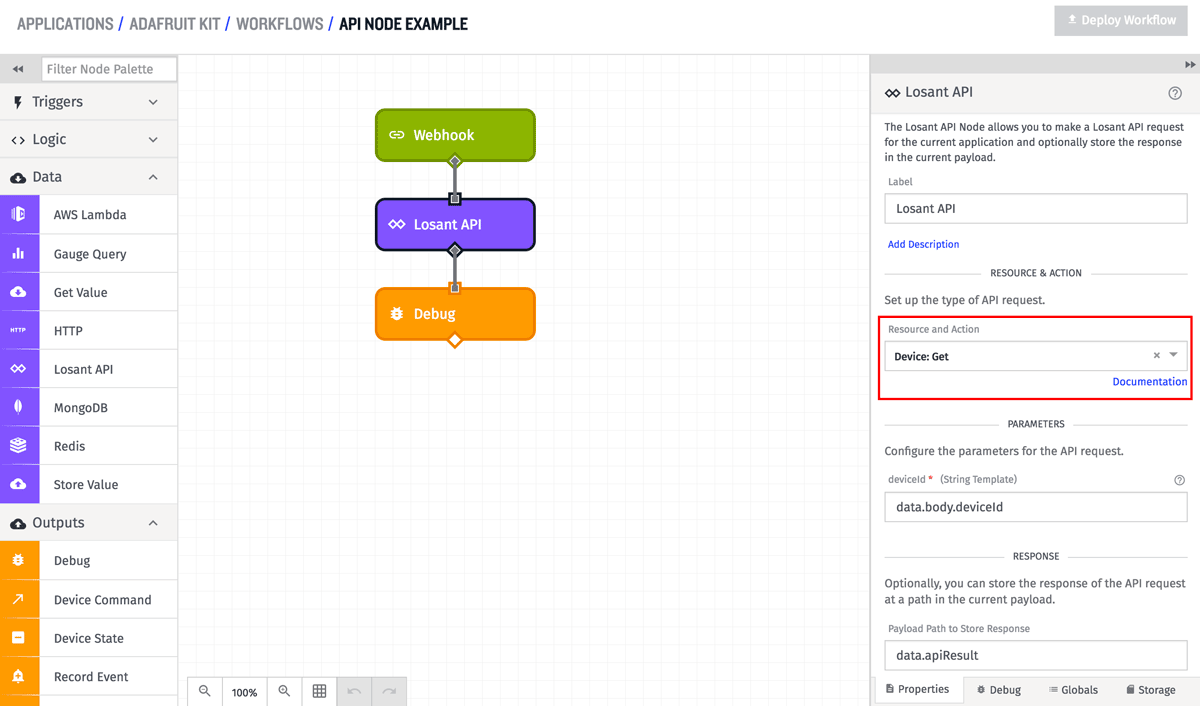 APPLICATIONS / ADAFRUIT KIT / WORKFLOWS / API NODE EXAMPLE
Deploy Workflow
Filter Node Palette
Triggers
Logic
Data
AWS Lambda
Gauge Query
Get Value
HTTP
HTTP
Losant API
MongoDB
Redis
Store Value
Outputs
Debug
Device Command
Device State
Record Event
Webhook
Losant API
Debug
100%
Losant API
The Losant API Node allows you to make a Losant API request
for the current application and optionally store the response
in the current payload.
Label
Losant API
Add Description
RESOURCE & ACTION
Set up the type of API request.
Resource and Action
Device: Get
Documentation
PARAMETERS
Configure the parameters for the API request.
deviceId * (String Template)
data.body.deviceId
RESPONSE
Optionally, you can store the response of the API request
at a path in the current payload.
Payload Path to Store Response
data.apiResult
Properties Debug Globals Storage